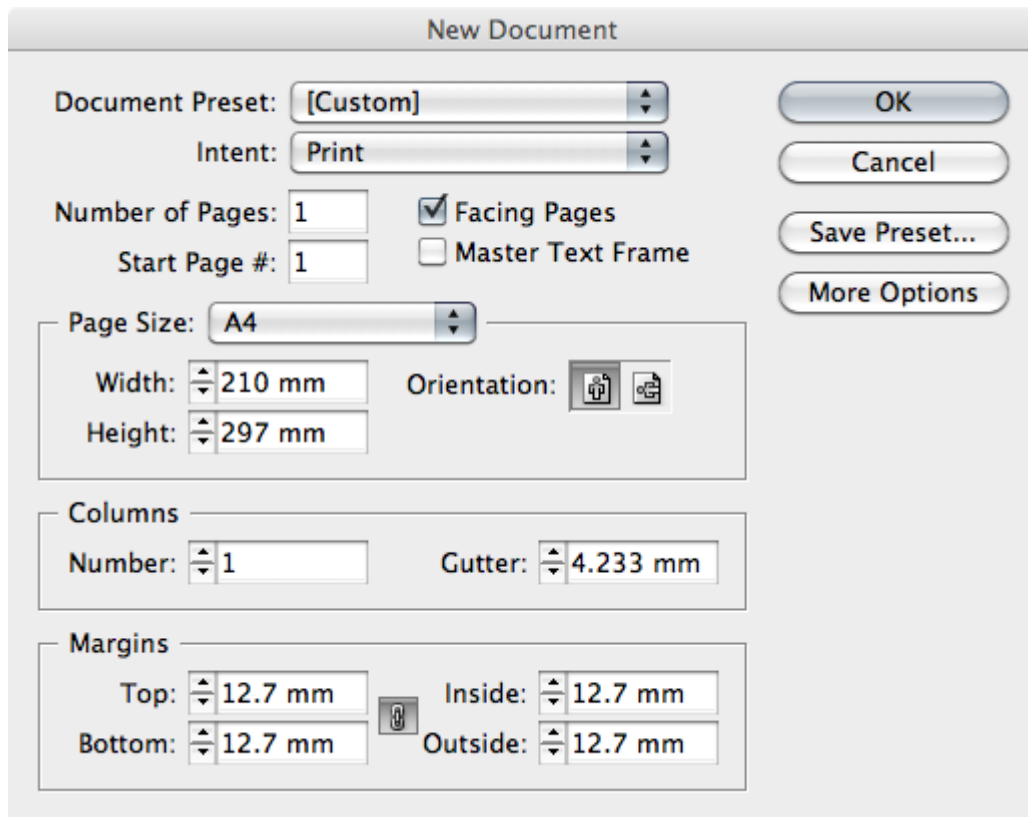 New Document
Document Preset: [Custom]
Intent: Print
Number of Pages: 1
Facing Pages
Start Page #: 1
Master Text Frame
Page Size: A4
Width: 210 mm
Orientation:
Height: 297 mm
Columns
Number: 1
Gutter: 4.233 mm
Margins
Top: 12.7 mm
Inside: 12.7 mm
Bottom: 12.7 mm
Outside: 12.7 mm
OK
Cancel
Save Preset...
More Options